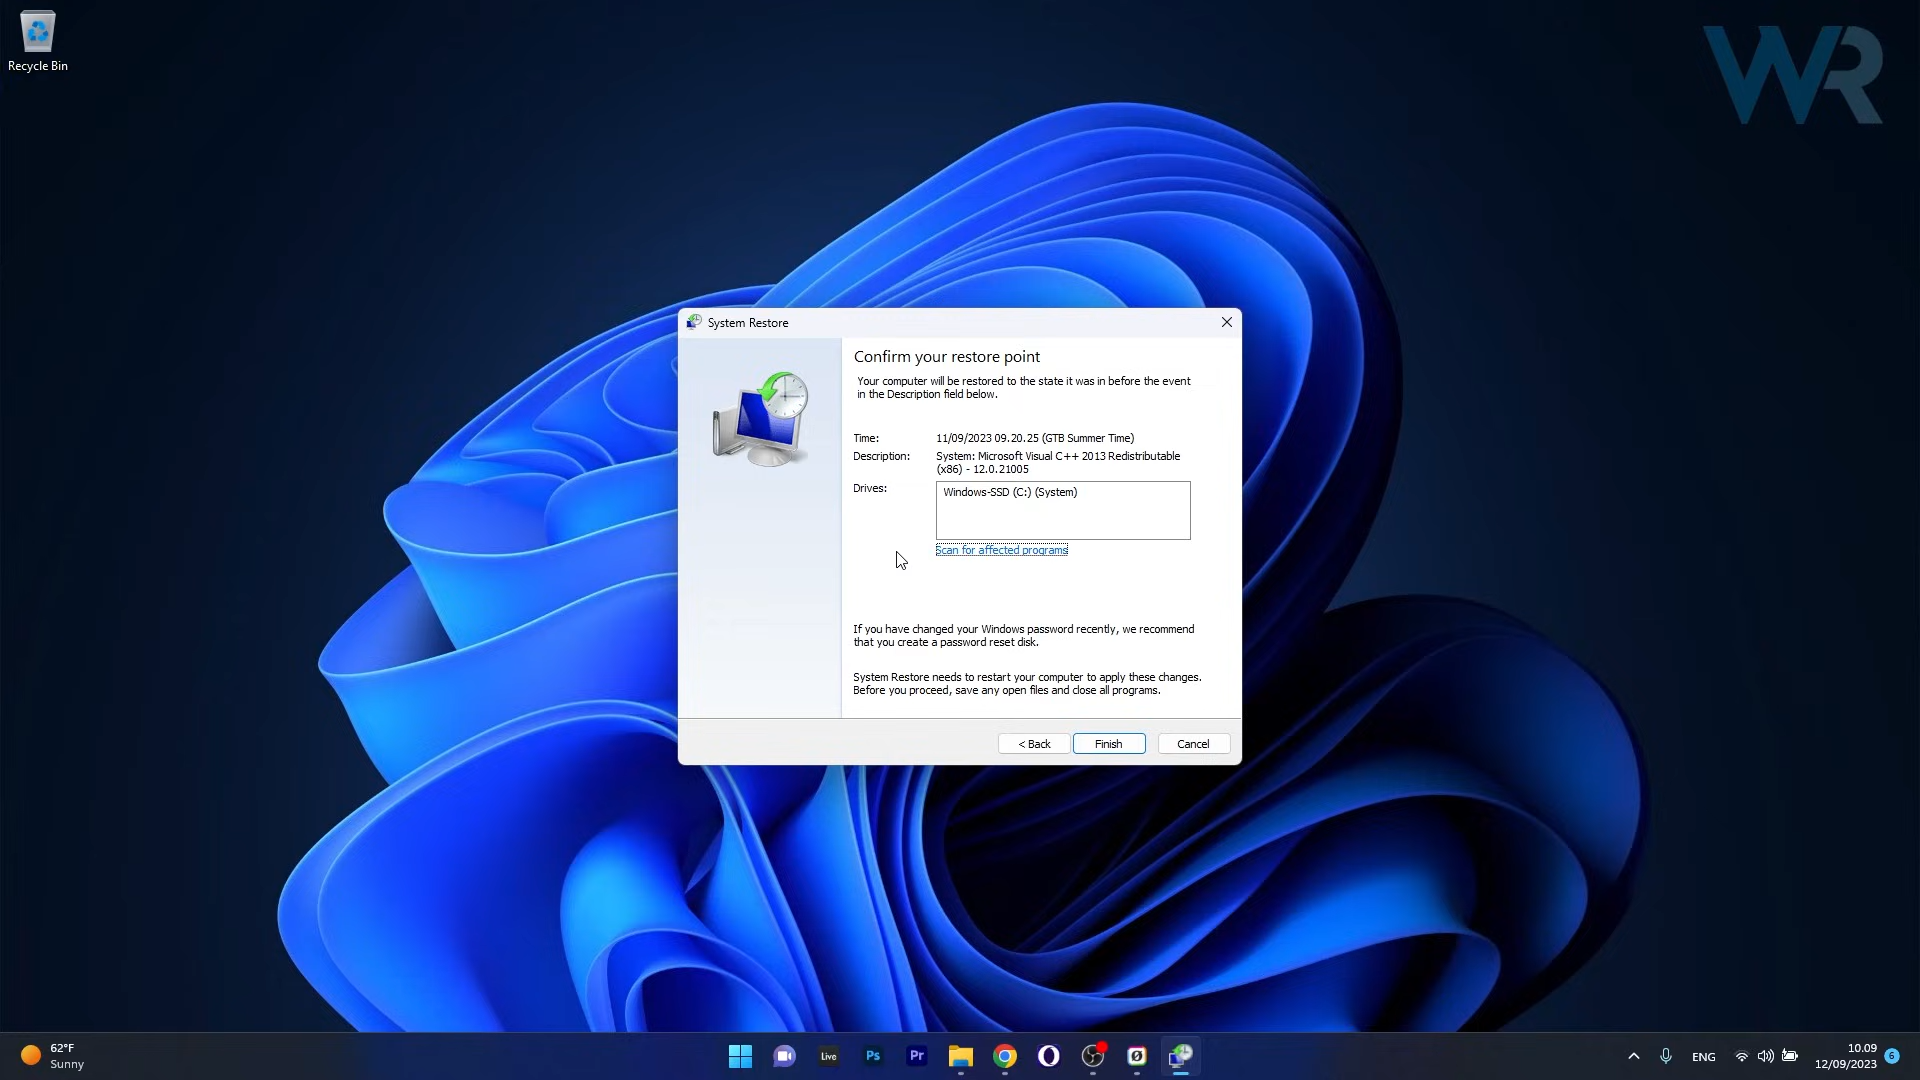 Recycle Bin
WR
System Restore
Confirm your restore point
Your computer will be restored to the state it was in before the event
in the Description field below.
Time: 11/09/2023 09.20.25 (GTB Summer Time)
Description: System: Microsoft Visual C++ 2013 Redistributable
(x86) - 12.0.21005
Drives: Windows-SSD (C:) (System)
Scan for affected programs
If you have changed your Windows password recently, we recommend
that you create a password reset disk.
System Restore needs to restart your computer to apply these changes.
Before you proceed, save any open files and close all programs.
< Back Finish Cancel
62°F
Sunny
Live
Ps
Pr
ENG
10.09
12/09/2023
6